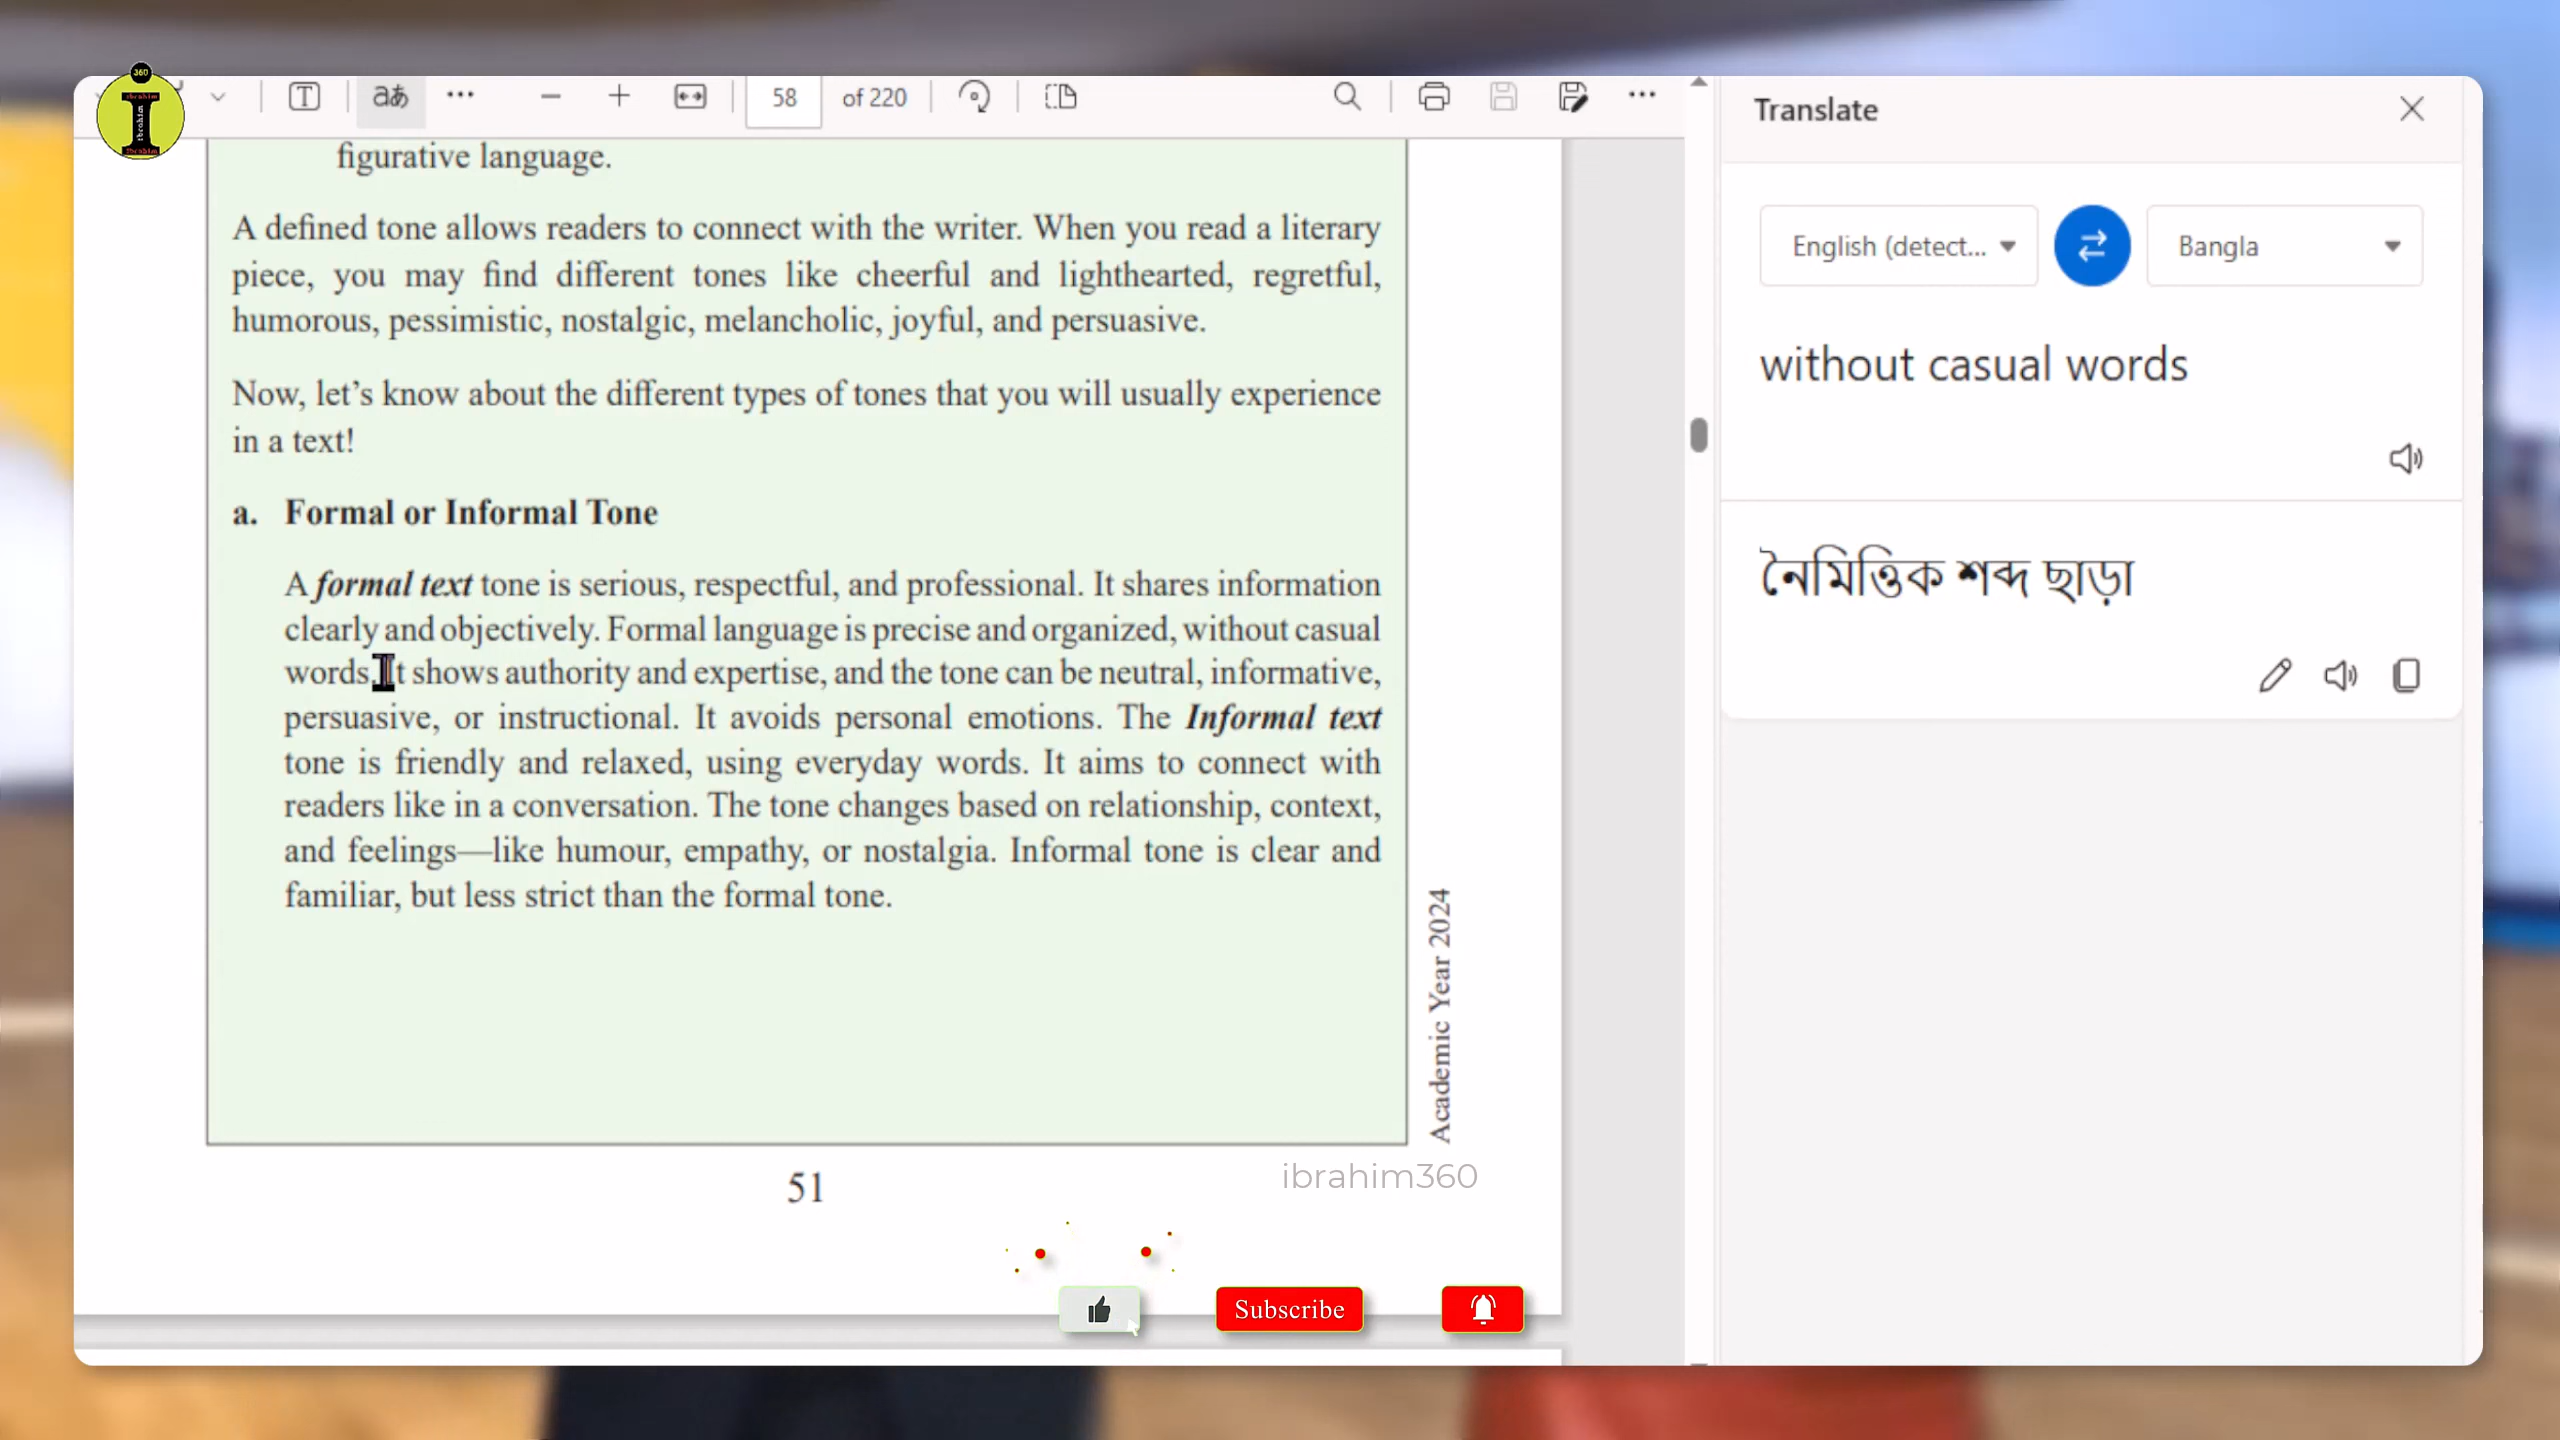 360
Ibrahim
Ibrahim
Ibrahim
aあ
58
of 220
Translate
figurative language.
A defined tone allows readers to connect with the writer. When you read a literary
piece, you may find different tones like cheerful and lighthearted, regretful,
humorous, pessimistic, nostalgic, melancholic, joyful, and persuasive.
Now, let's know about the different types of tones that you will usually experience
in a text!
a. Formal or Informal Tone
A formal text tone is serious, respectful, and professional. It shares information
clearly and objectively. Formal language is precise and organized, without casual
words. It shows authority and expertise, and the tone can be neutral, informative,
persuasive, or instructional. It avoids personal emotions. The Informal text
tone is friendly and relaxed, using everyday words. It aims to connect with
readers like in a conversation. The tone changes based on relationship, context,
and feelings—like humour, empathy, or nostalgia. Informal tone is clear and
familiar, but less strict than the formal tone.
Academic Year 2024
51
ibrahim360
Subscribe
English (detect...
Bangla
without casual words
নৈমিত্তিক শব্দ ছাড়া